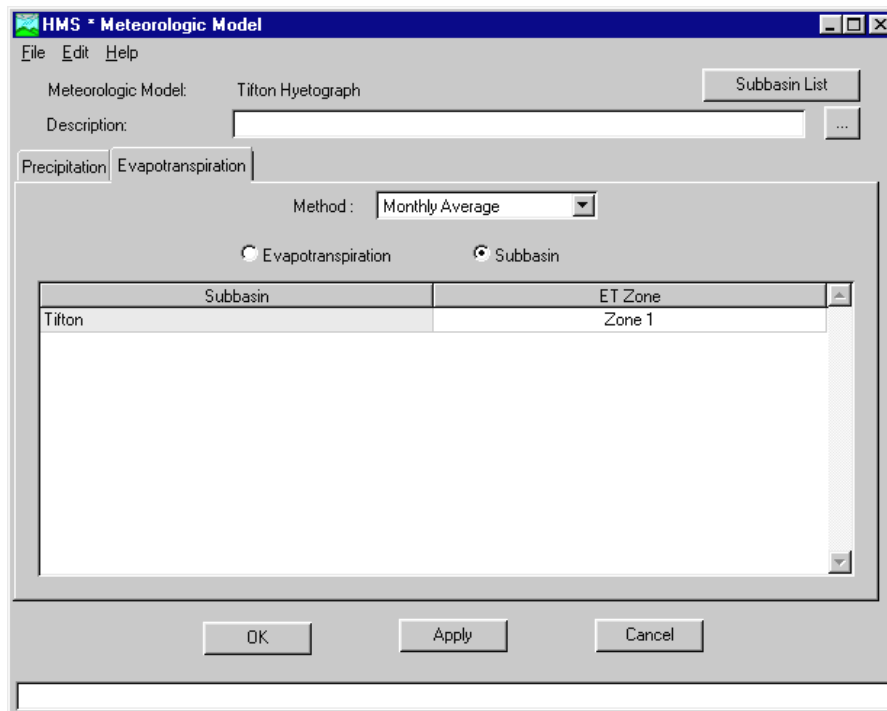 HMS * Meteorologic Model
File Edit Help
Meteorologic Model: Tifton Hyetograph Subbasin List
Description: ...
Precipitation Evapotranspiration
Method : Monthly Average
Evapotranspiration Subbasin
Subbasin ET Zone
Tifton Zone 1
OK Apply Cancel